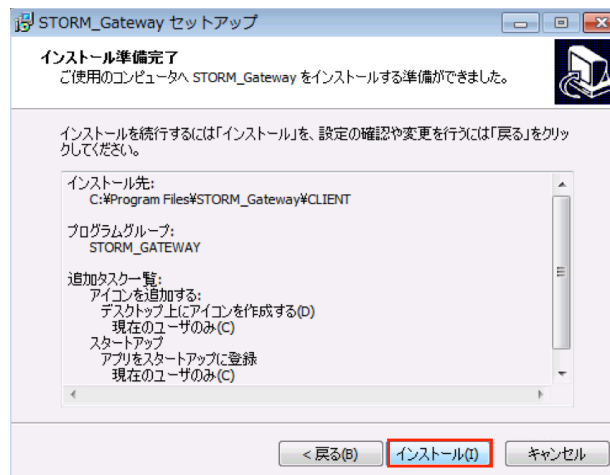 STORM_Gateway セットアップ
インストール準備完了
ご使用のコンピュータへ STORM_Gateway をインストールする準備ができました。
インストールを続行するには「インストール」を、設定の確認や変更を行うには「戻る」をクリッ
クしてください。
インストール先:
C:¥Program Files¥STORM_Gateway¥CLIENT
プログラムグループ:
STORM_GATEWAY
追加タスク一覧:
アイコンを追加する:
デスクトップ上にアイコンを作成する(D)
現在のユーザのみ(C)
スタートアップ
アプリをスタートアップに登録
現在のユーザのみ(C)
< 戻る(B)
インストール(I)
キャンセル